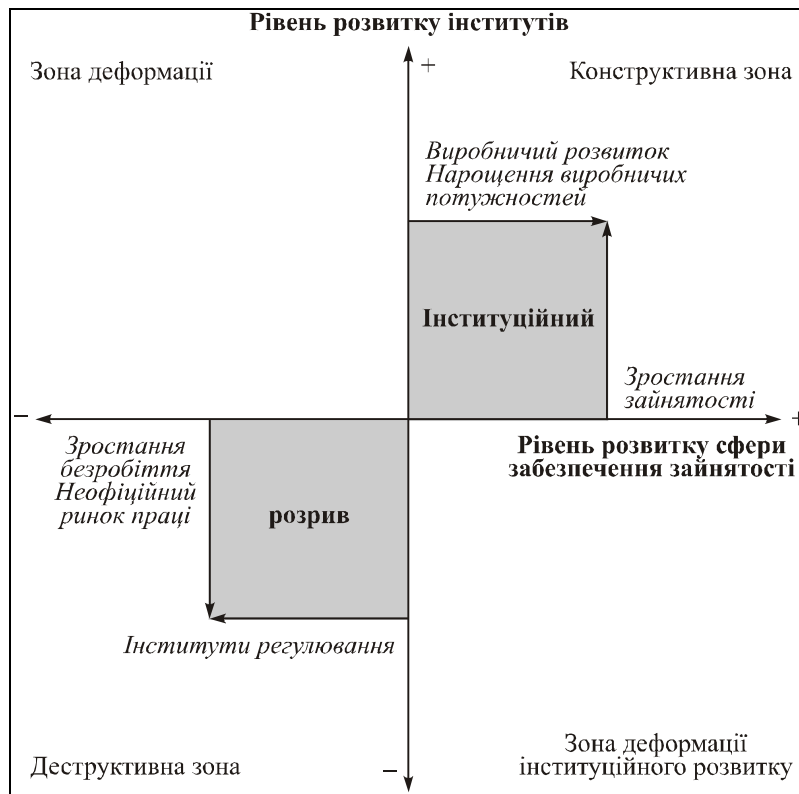 Рівень розвитку інститутів
Зона деформації
+
Конструктивна зона
Виробничий розвиток
Нарощення виробничих
потужностей
Інституційний
Зростання
зайнятості
–
+
Зростання
безробіття
Неофіційний
ринок праці
Рівень розвитку сфери
забезпечення зайнятості
розрив
Інститути регулювання
Деструктивна зона
–
Зона деформації
інституційного розвитку